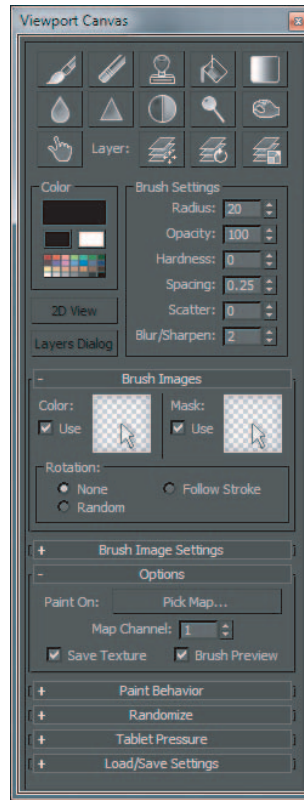 Viewport Canvas
Layer:
Color
Brush Settings
Radius: 20
Opacity: 100
Hardness: 0
Spacing: 0.25
Scatter: 0
Blur/Sharpen: 2
2D View
Layers Dialog
- Brush Images
Color:
Use
Mask:
Use
Rotation:
None
Follow Stroke
Random
+ Brush Image Settings
- Options
Paint On: Pick Map...
Map Channel: 1
Save Texture
Brush Preview
+ Paint Behavior
+ Randomize
+ Tablet Pressure
+ Load/Save Settings